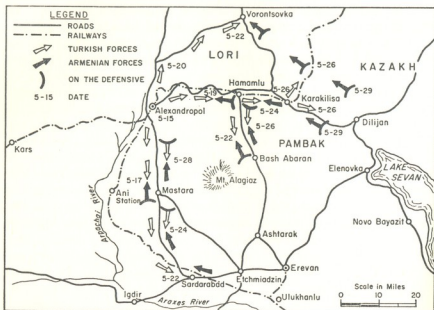 LEGEND
ROADS
RAILWAYS
TURKISH FORCES
ARMENIAN FORCES
ON THE DEFENSIVE
5-15 DATE
Vorontsovka
5-22
LORI
KAZAKH
5-20
5-19
Hamamlu
5-26
5-26
5-29
Karakilisa
5-24
5-26
Alexandropol
5-15
5-26
5-29
Dilijan
5-22
PAMBAK
Kars
5-28
Bash Abaran
Elenovka
5-17
Ani
Station
Mastara
Mt. Alagiaz
LAKE
SEVAN
Arpachai River
5-24
Novo Bayazit
Ashtarak
5-22
Sardarabad
Etchmiadzin
Erevan
Igdir
Araxes River
Ulukhanlu
Scale in Miles
0 10 20